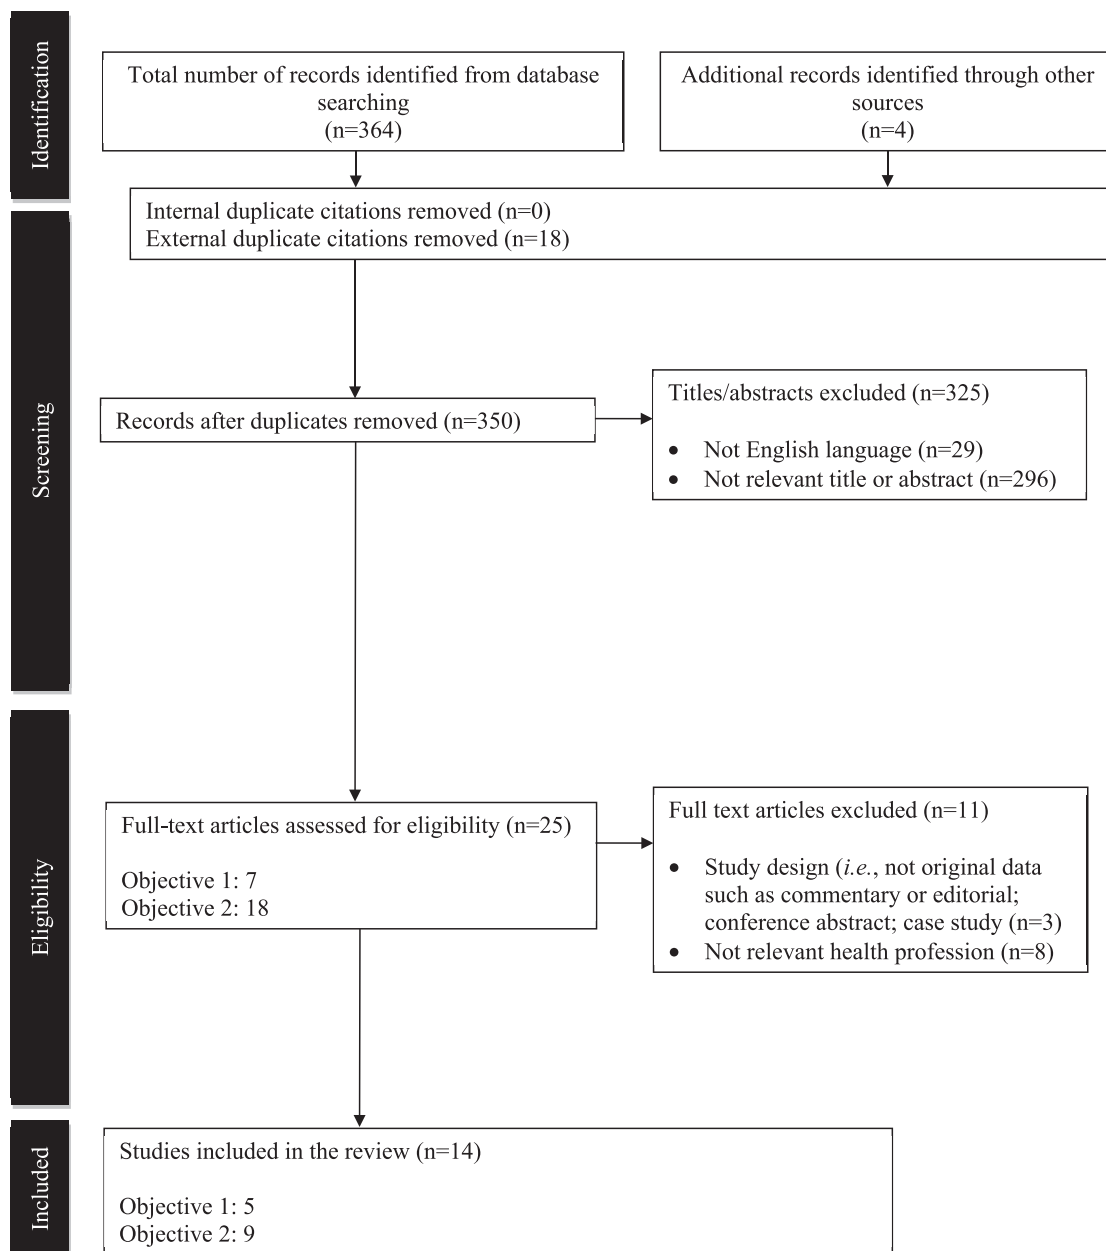 Identification
Total number of records identified from database
searching
(n=364)
Additional records identified through other
sources
(n=4)
Screening
Internal duplicate citations removed (n=0)
External duplicate citations removed (n=18)
Records after duplicates removed (n=350)
Titles/abstracts excluded (n=325)
• Not English language (n=29)
• Not relevant title or abstract (n=296)
Eligibility
Full-text articles assessed for eligibility (n=25)
Objective 1: 7
Objective 2: 18
Full text articles excluded (n=11)
• Study design (i.e., not original data
such as commentary or editorial;
conference abstract; case study (n=3)
• Not relevant health profession (n=8)
Included
Studies included in the review (n=14)
Objective 1: 5
Objective 2: 9